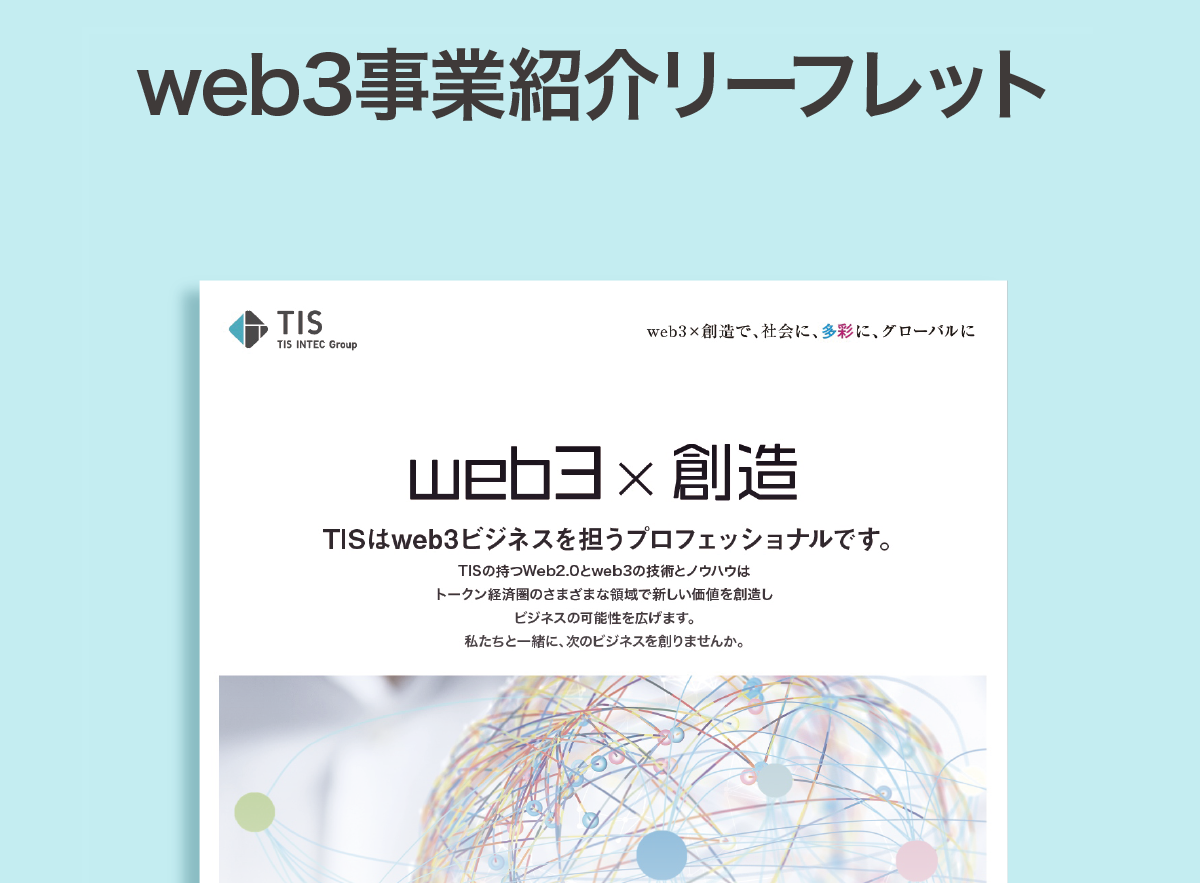 web3事業紹介リーフレット
TIS
TIS INTEC Group
web3×創造で、社会に、多彩に、グローバルに
web3×創造
TISはweb3ビジネスを担うプロフェッショナルです。
TISの持つWeb2.0とweb3の技術とノウハウは
トークン経済圏のさまざまな領域で新しい価値を創造し
ビジネスの可能性を広げます。
私たちと一緒に、次のビジネスを創りませんか。